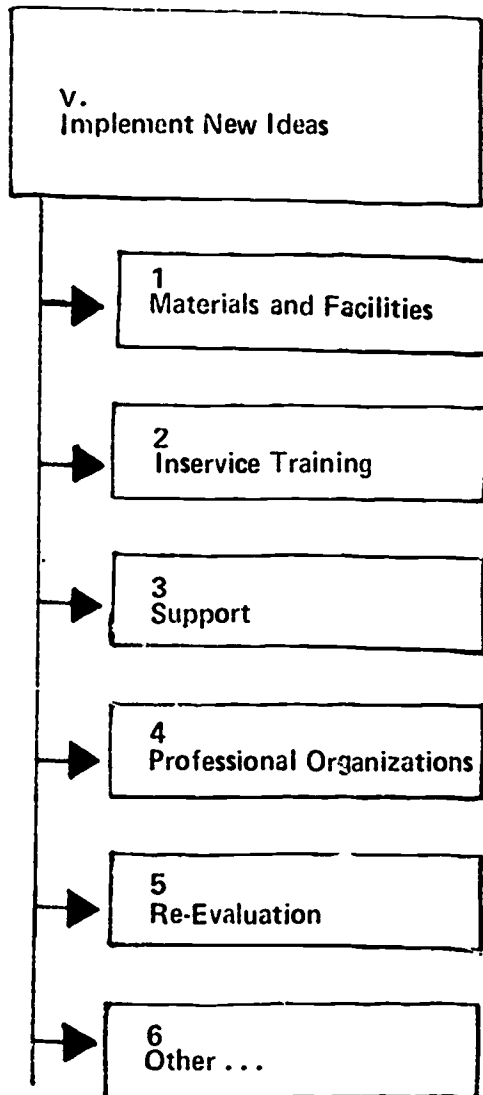 V.
Implement New Ideas
1
Materials and Facilities
2
Inservice Training
3
Support
4
Professional Organizations
5
Re-Evaluation
6
Other . . .